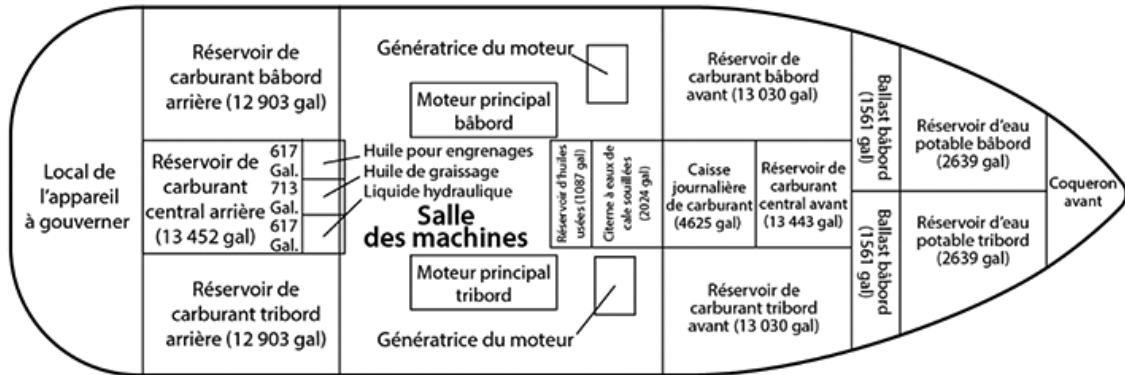 Local de
l'appareil
à gouverner
Réservoir de
carburant bâbord
arrière (12 903 gal)
Réservoir de
carburant
central arrière
(13 452 gal)
617
Gal.
713
Gal.
617
Gal.
Réservoir de
carburant tribord
arrière (12 903 gal)
Génératrice du moteur
Moteur principal
bâbord
Huile pour engrenages
Huile de graissage
Liquide hydraulique
Salle
des machines
Moteur principal
tribord
Génératrice du moteur
Réservoir d'huiles
usées (1087 gal)
Citerne à eaux de
cale souillées
(2024 gal)
Réservoir de
carburant bâbord
avant (13 030 gal)
Caisse
journalière
de carburant
(4625 gal)
Réservoir de
carburant
central avant
(13 443 gal)
Réservoir de
carburant tribord
avant (13 030 gal)
Ballast bâbord
(1561 gal)
Ballast bâbord
(1561 gal)
Réservoir d'eau
potable bâbord
(2639 gal)
Réservoir d'eau
potable tribord
(2639 gal)
Coqueron
avant